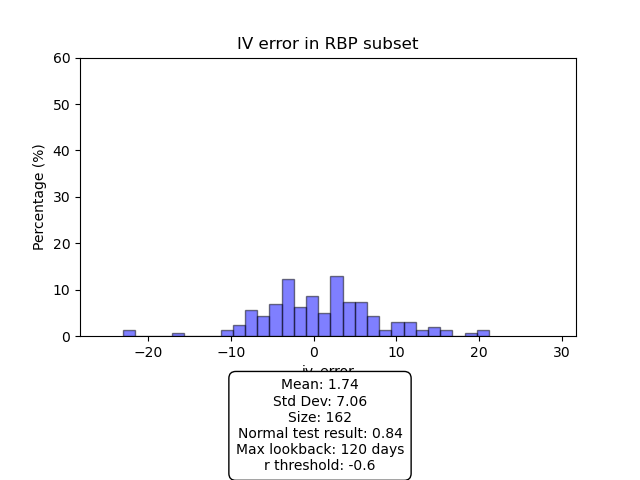 IV error in RBP subset
60
50
40
30
20
10
0
Percentage (%)
−20
−10
0
10
20
30
iv_error
Mean: 1.74
Std Dev: 7.06
Size: 162
Normal test result: 0.84
Max lookback: 120 days
r threshold: -0.6